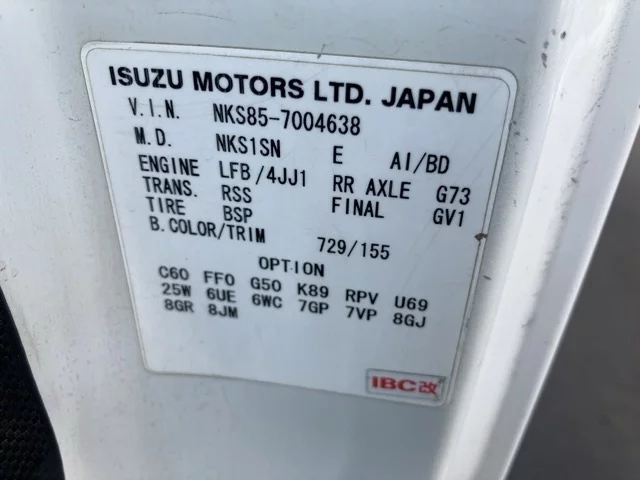 ISUZU MOTORS LTD. JAPAN
V.I.N. NKS85-7004638
M.D. NKS1SN E AI/BD
ENGINE LFB/4JJ1 RR AXLE G73
TRANS. RSS FINAL GV1
TIRE BSP
B.COLOR/TRIM 729/155
OPTION
C60 FF0 G50 K89 RPV U69
25W 6UE 6WC 7GP 7VP 8GJ
8GR 8JM
IBC改